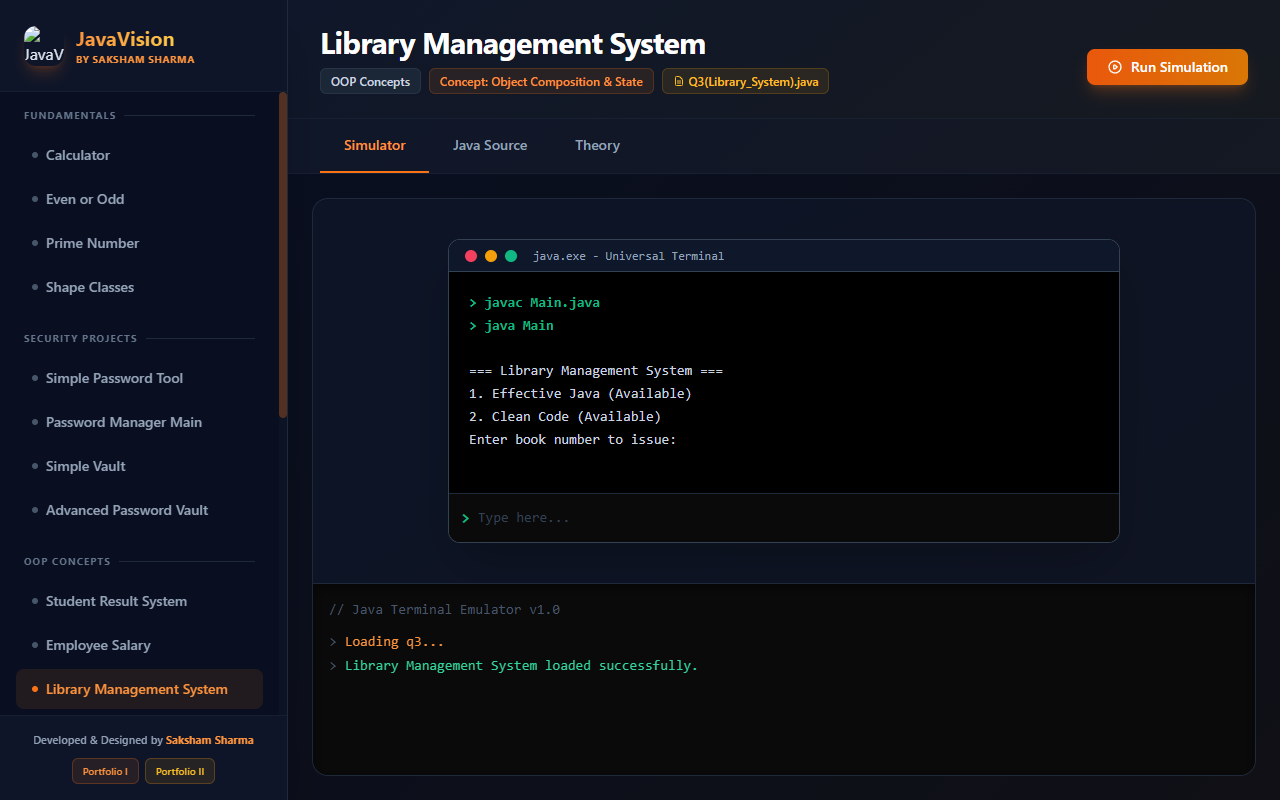 JavaV
JavaVision
BY SAKSHAM SHARMA
FUNDAMENTALS
Calculator
Even or Odd
Prime Number
Shape Classes
SECURITY PROJECTS
Simple Password Tool
Password Manager Main
Simple Vault
Advanced Password Vault
OOP CONCEPTS
Student Result System
Employee Salary
Library Management System
Developed & Designed by Saksham Sharma
Portfolio I
Portfolio II
Library Management System
OOP Concepts
Concept: Object Composition & State
Q3(Library_System).java
Run Simulation
Simulator
Java Source
Theory
java.exe - Universal Terminal
> javac Main.java
> java Main
=== Library Management System ===
1. Effective Java (Available)
2. Clean Code (Available)
Enter book number to issue:
> Type here...
// Java Terminal Emulator v1.0
> Loading q3...
> Library Management System loaded successfully.